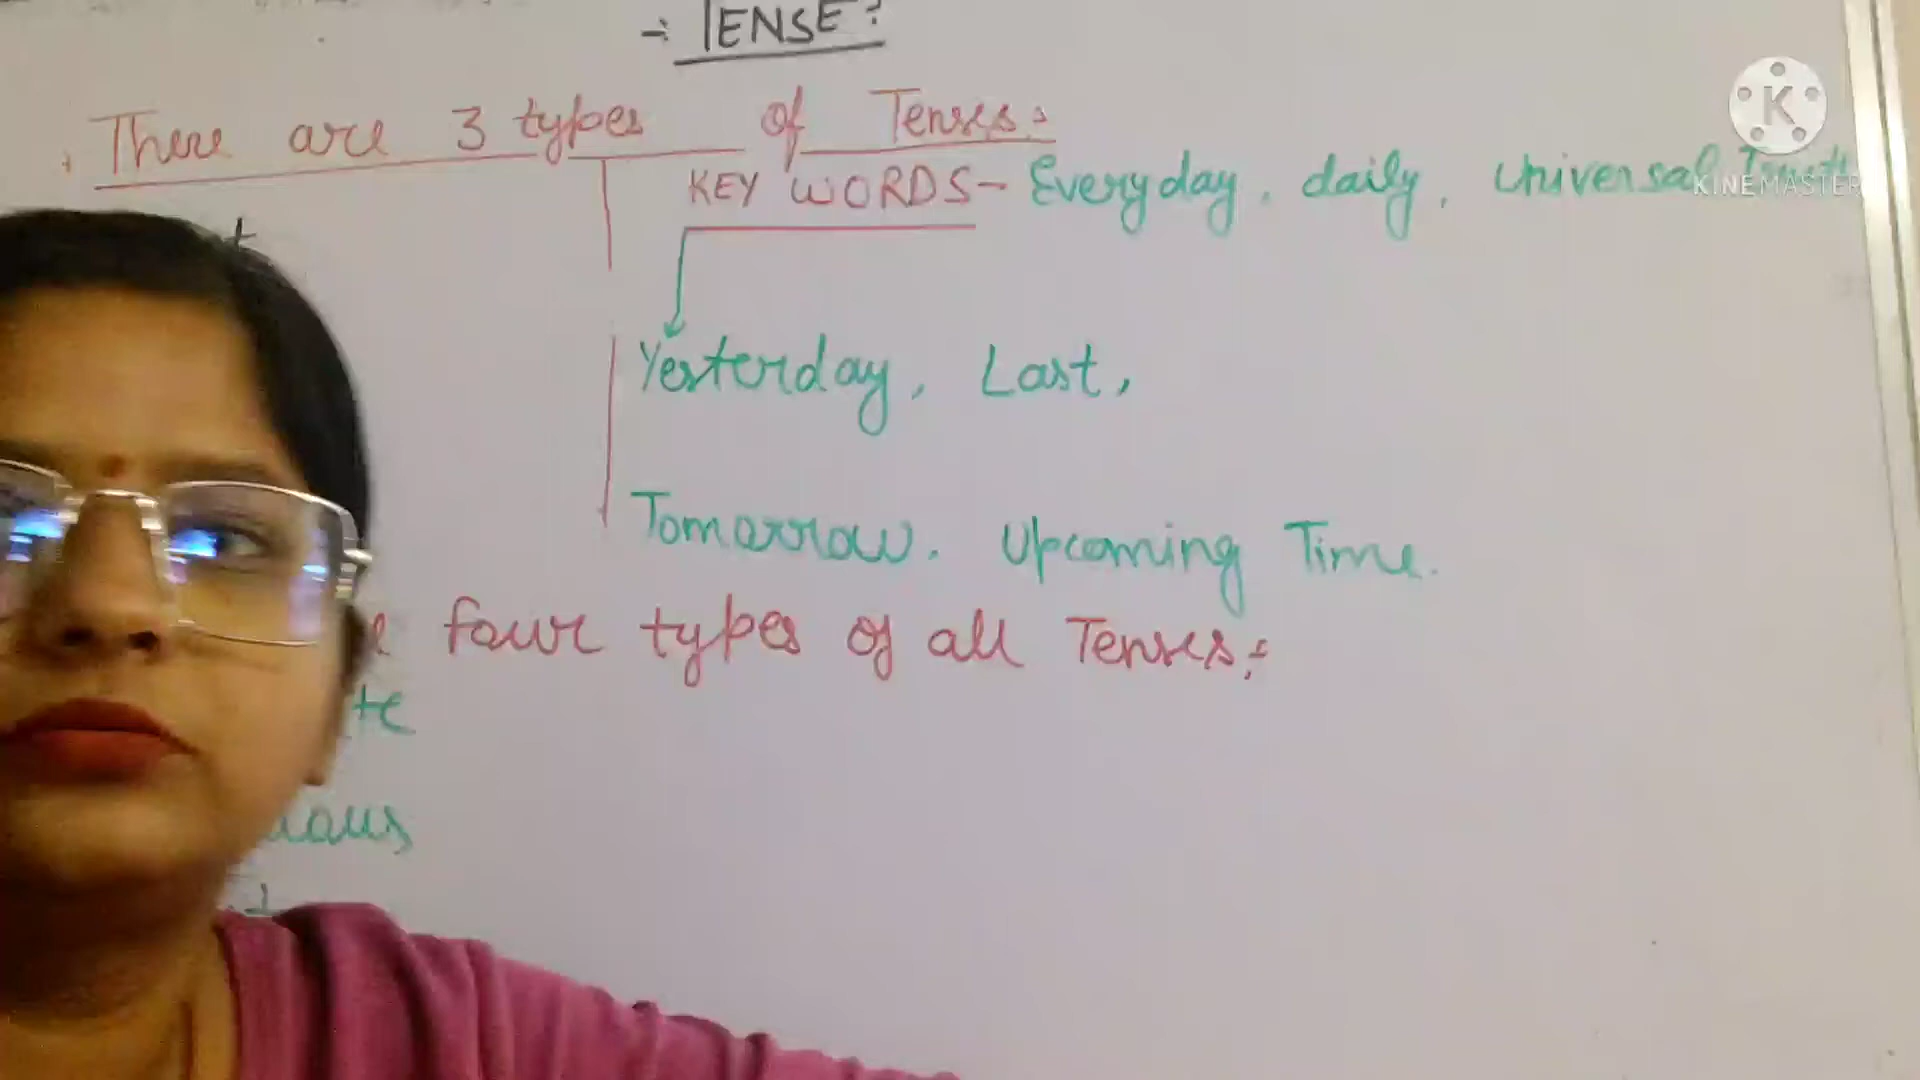 → TENSE?
There are 3 types of Tenses:
KEY WORDS- Everyday, daily, Universal Truth
KINEMASTER
Yesterday, Last,
Tomorrow. Upcoming Time.
four types of all Tenses: